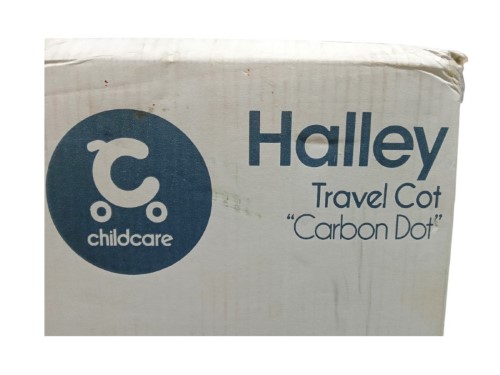 childcare
Halley
Travel Cot
“Carbon Dot”